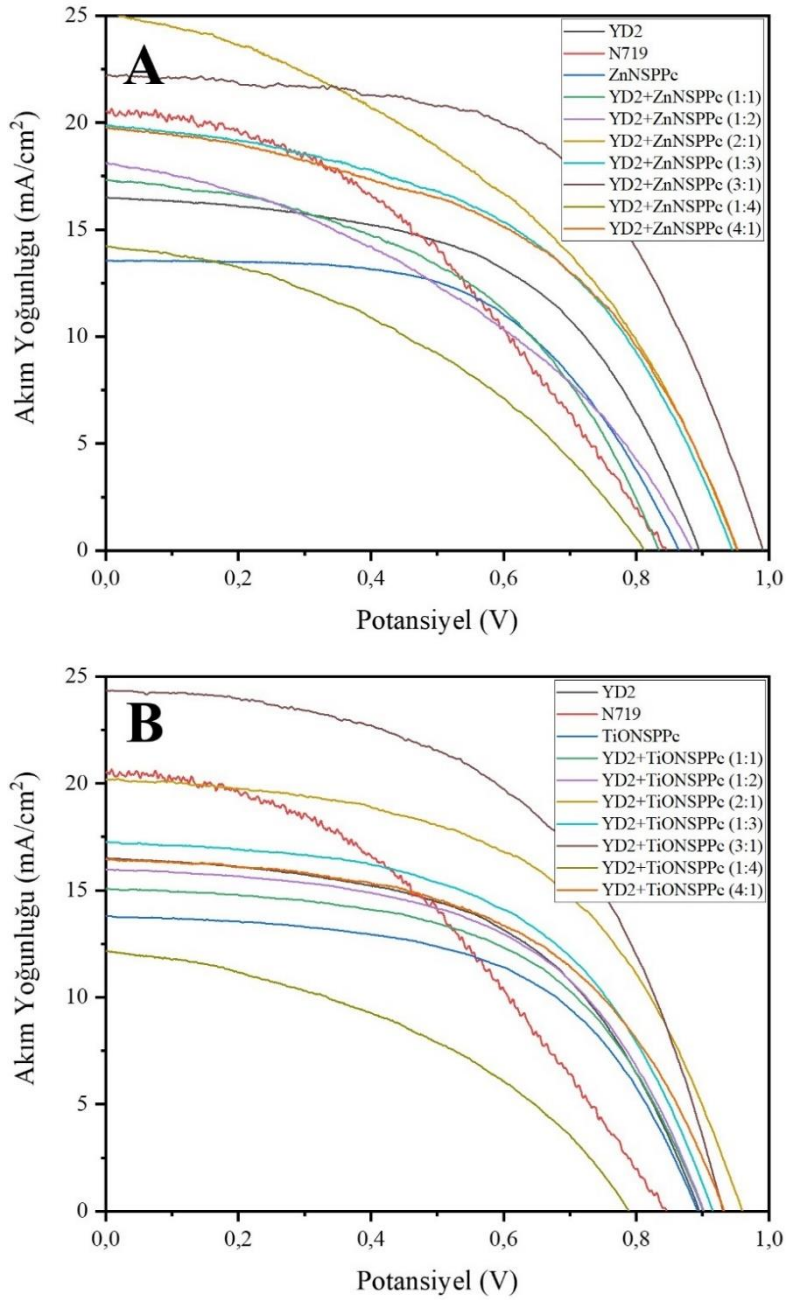 A
YD2
N719
ZnNSPPc
YD2+ZnNSPPc (1:1)
YD2+ZnNSPPc (1:2)
YD2+ZnNSPPc (2:1)
YD2+ZnNSPPc (1:3)
YD2+ZnNSPPc (3:1)
YD2+ZnNSPPc (1:4)
YD2+ZnNSPPc (4:1)
Akım Yoğunluğu (mA/cm²)
25
20
15
10
5
0
0,0 0,2 0,4 0,6 0,8 1,0
Potansiyel (V)
B
YD2
N719
TiONSPPc
YD2+TiONSPPc (1:1)
YD2+TiONSPPc (1:2)
YD2+TiONSPPc (2:1)
YD2+TiONSPPc (1:3)
YD2+TiONSPPc (3:1)
YD2+TiONSPPc (1:4)
YD2+TiONSPPc (4:1)
Akım Yoğunluğu (mA/cm²)
25
20
15
10
5
0
0,0 0,2 0,4 0,6 0,8 1,0
Potansiyel (V)